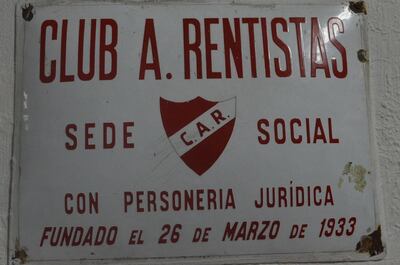 CLUB A. RENTISTAS
SEDE SOCIAL
C.A.R.
CON PERSONERIA JURÍDICA
FUNDADO EL 26 DE MARZO DE 1933